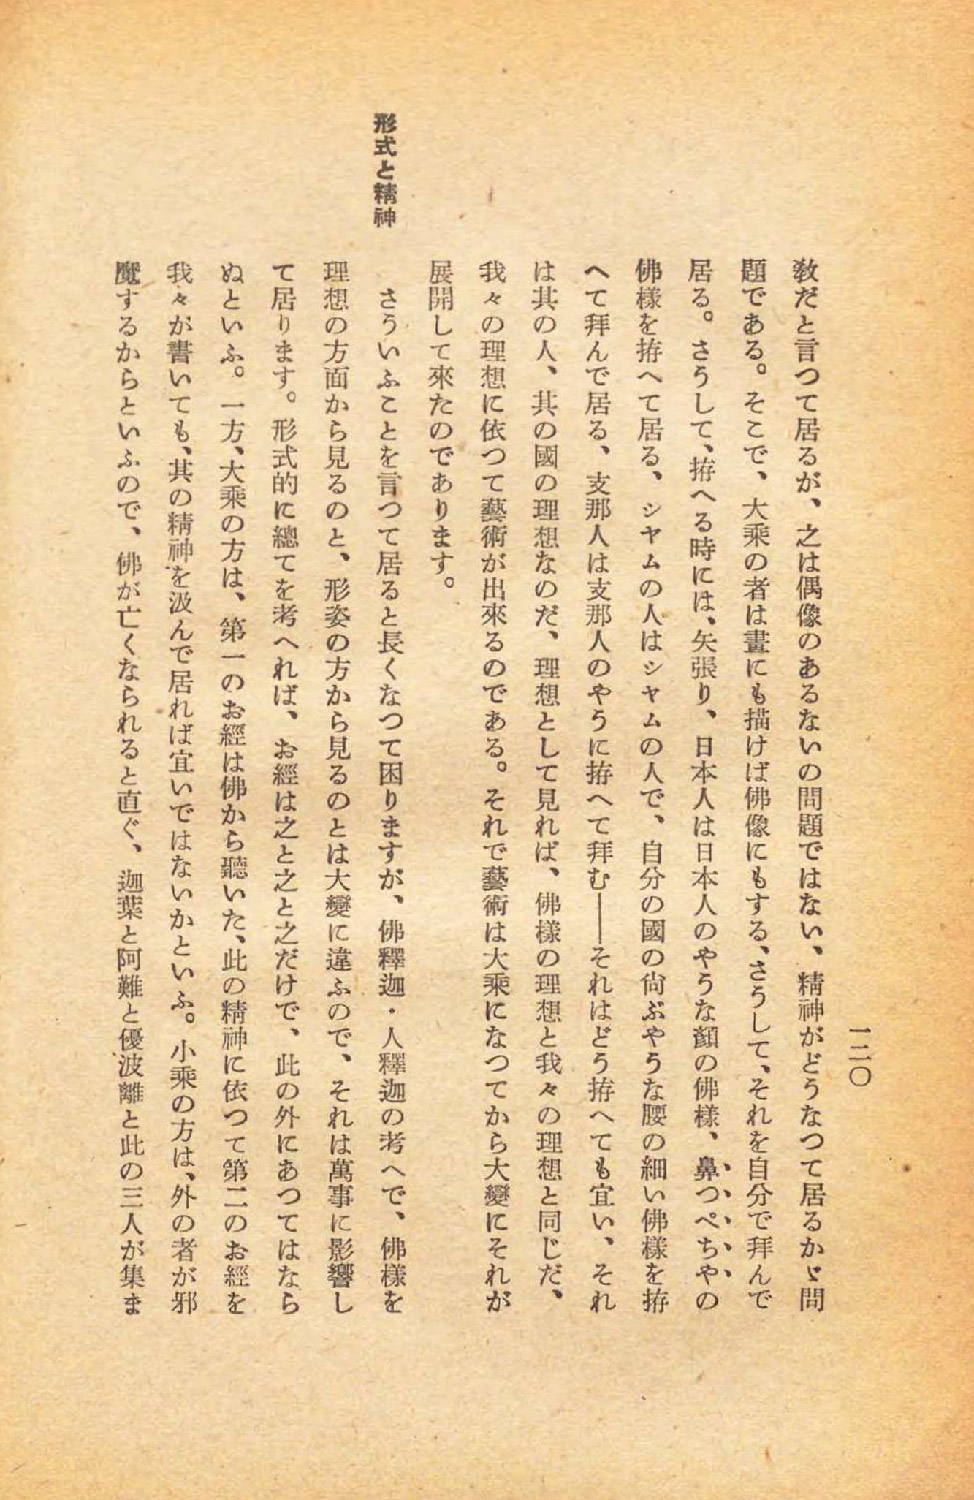 一二〇
教だと言つて居るが、之は偶像のあるないの問題ではない、精神がどうなつて居るかゞ問
題である。そこで、大乘の者は畫にも描けば佛像にもする、さうして、それを自分で拜んで
居る。さうして、拵へる時には、矢張り、日本人は日本人のやうな顏の佛樣、鼻つぺちやの
佛樣を拵へて居る、シヤムの人はシヤムの人で、自分の國の尙ぶやうな腰の細い佛樣を拵
へて拜んで居る、支那人は支那人のやうに拵へて拜む――それはどう拵へても宜い、それ
は其の人、其の國の理想なのだ、理想として見れば、佛樣の理想と我々の理想と同じだ、
我々の理想に依つて藝術が出來るのである。それで藝術は大乘になつてから大變にそれが
展開して來たのであります。
形式と精神
さういふことを言つて居ると長くなつて困りますが、佛釋迦・人釋迦の考へで、佛樣を
理想の方面から見るのと、形姿の方から見るのとは大變に違ふので、それは萬事に影響し
て居ります。形式的に總てを考へれば、お經は之と之と之だけで、此の外にあつてはなら
ぬといふ。一方、大乘の方は、第一のお經は佛から聽いた、此の精神に依つて第二のお經を
我々が書いても、其の精神を汲んで居れば宜いではないかといふ。小乘の方は、外の者が邪
魔するからといふので、佛が亡くなられると直ぐ、迦葉と阿難と優波離と此の三人が集ま